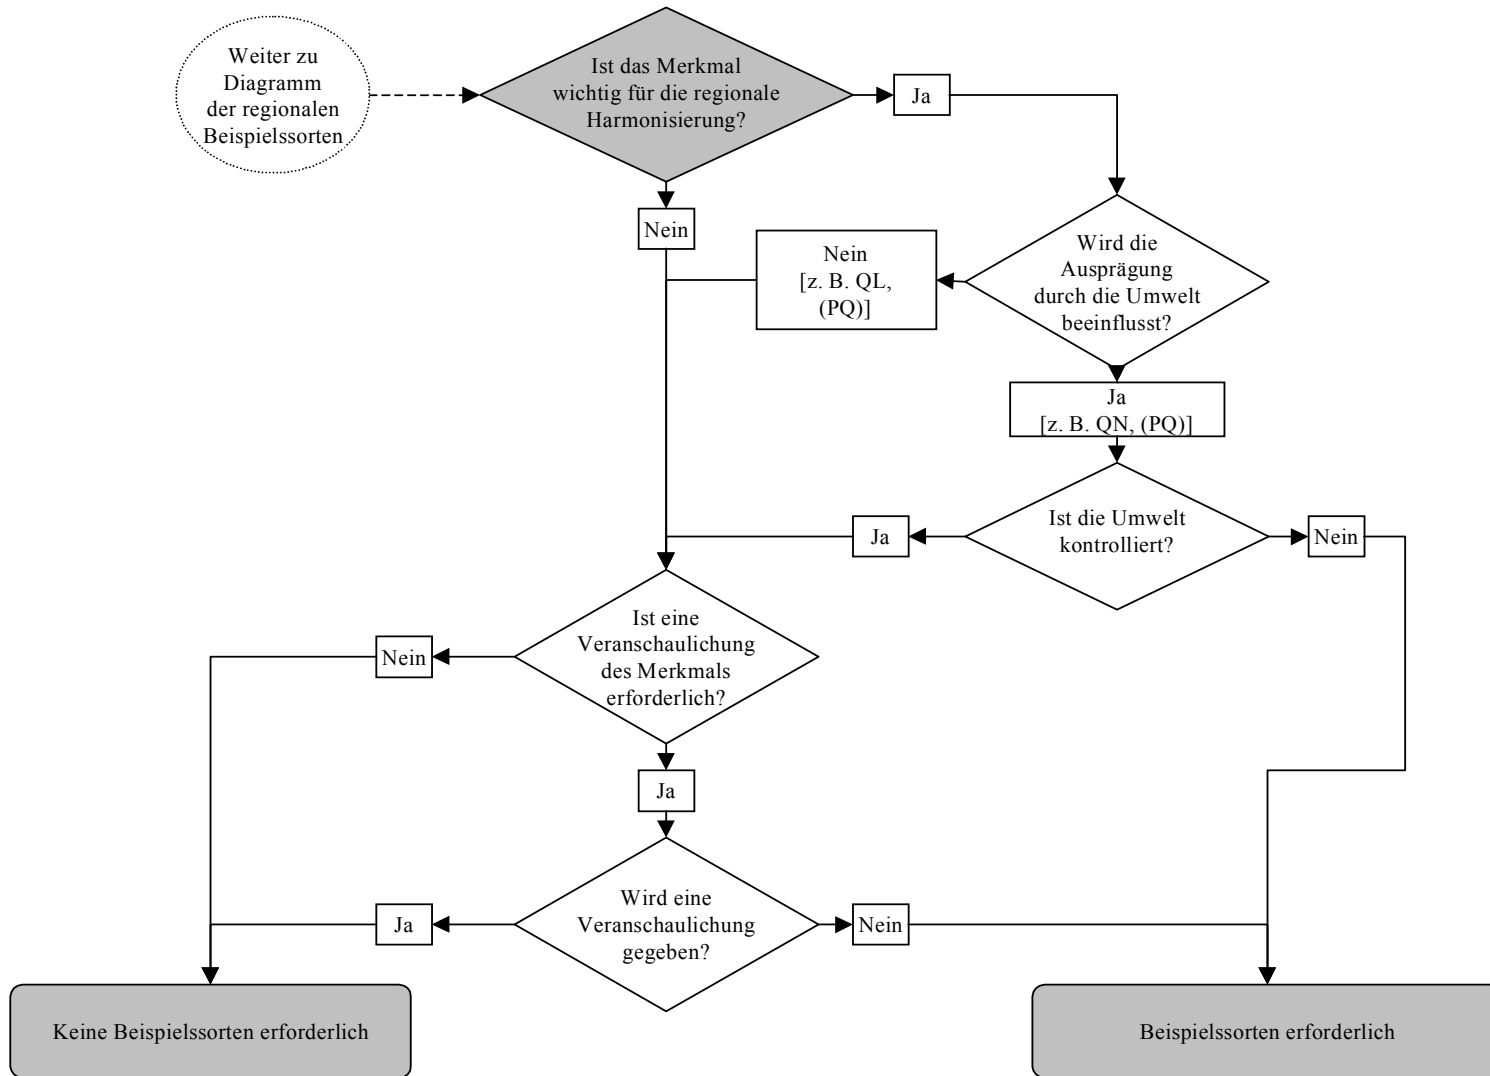 Weiter zu
Diagramm
der regionalen
Beispielssorten
Ist das Merkmal
wichtig für die regionale
Harmonisierung?
Ja
Nein
Wird die
Ausprägung
durch die Umwelt
beeinflusst?
Nein
[z. B. QL,
(PQ)]
Ja
[z. B. QN, (PQ)]
Ist die Umwelt
kontrolliert?
Ja
Nein
Ist eine
Veranschaulichung
des Merkmals
erforderlich?
Nein
Ja
Wird eine
Veranschaulichung
gegeben?
Ja
Nein
Keine Beispielssorten erforderlich
Beispielssorten erforderlich